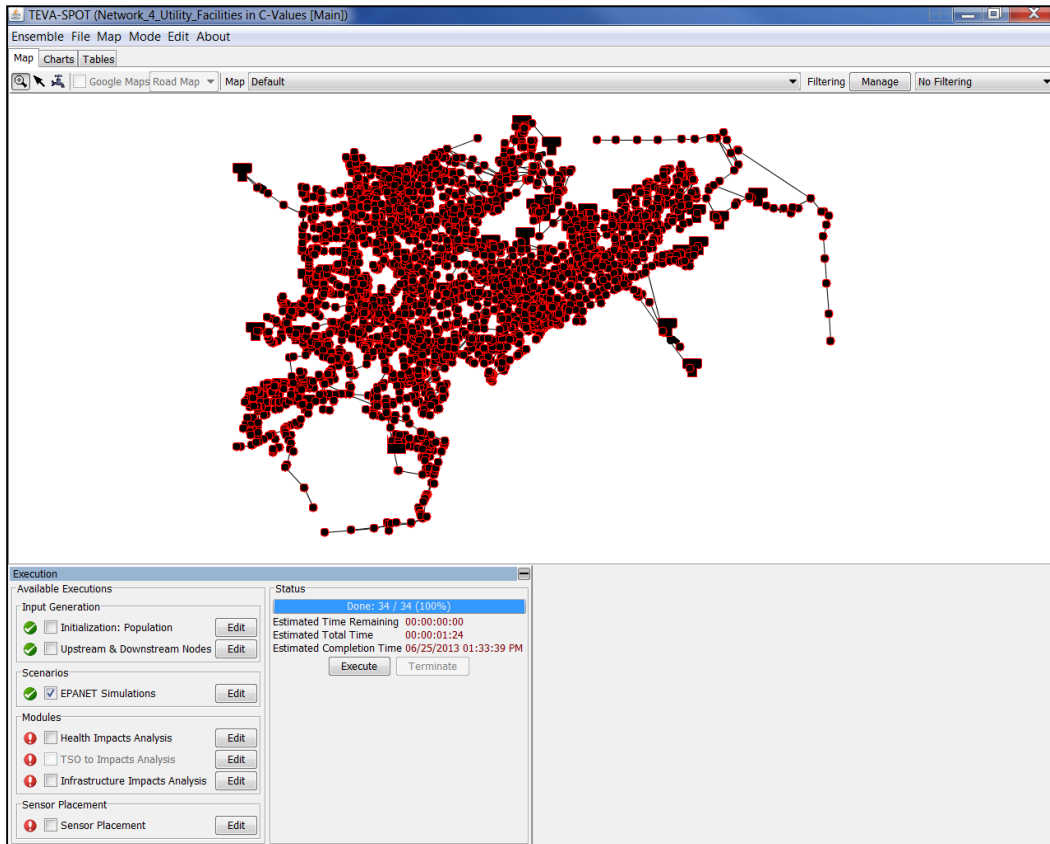 TEVA-SPOT (Network_4_Utility_Facilities in C-Values [Main])
Ensemble File Map Mode Edit About
Map Charts Tables
Google Maps Road Map Map Default Filtering Manage No Filtering
Execution
Available Executions
Input Generation
Initialization: Population Edit
Upstream & Downstream Nodes Edit
Scenarios
EPANET Simulations Edit
Modules
Health Impacts Analysis Edit
TSO to Impacts Analysis Edit
Infrastructure Impacts Analysis Edit
Sensor Placement
Sensor Placement Edit
Status
Done: 34 / 34 (100%)
Estimated Time Remaining 00:00:00:00
Estimated Total Time 00:00:01:24
Estimated Completion Time 06/25/2013 01:33:39 PM
Execute Terminate